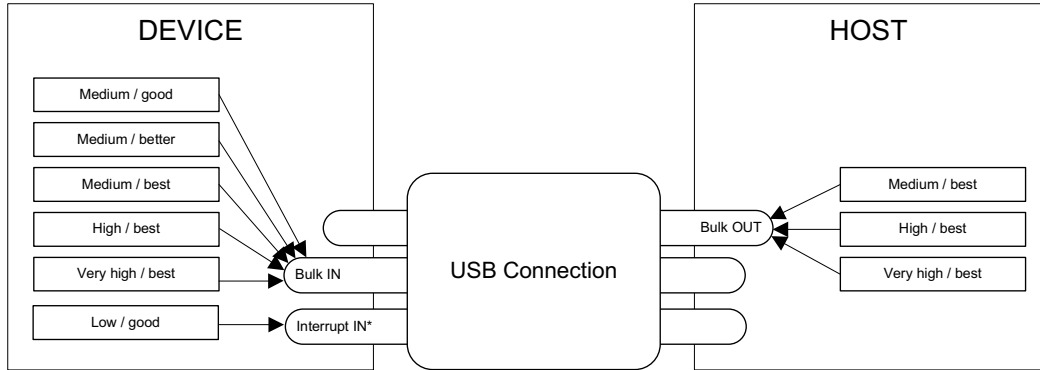 DEVICE
Medium / good
Medium / better
Medium / best
High / best
Very high / best
Low / good
Bulk IN
Interrupt IN*
USB Connection
HOST
Bulk OUT
Medium / best
High / best
Very high / best